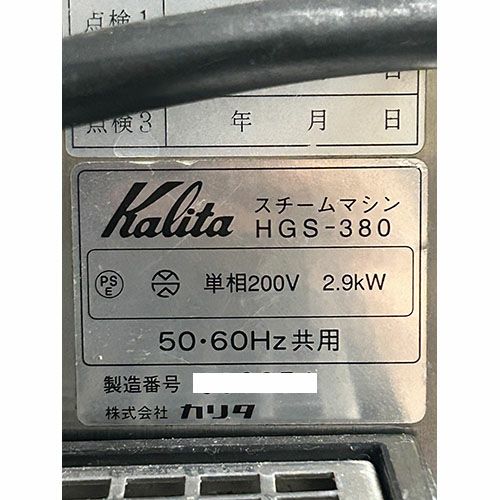 点検1
日
点検3 年 月 日
Kalita スチームマシン
HGS-380
PS
E
単相200V 2.9kW
50・60Hz共用
製造番号
株式会社 カリタ